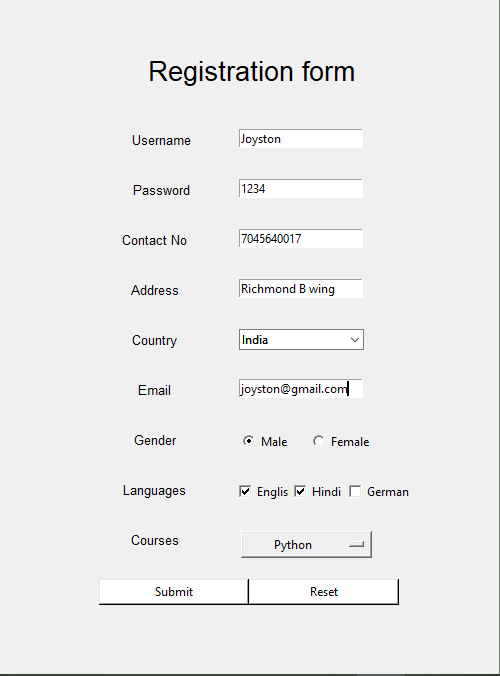 Registration form
Username Joyston
Password 1234
Contact No 7045640017
Address Richmond B wing
Country India
Email joyston@gmail.com
Gender Male Female
Languages Englis Hindi German
Courses Python
Submit Reset